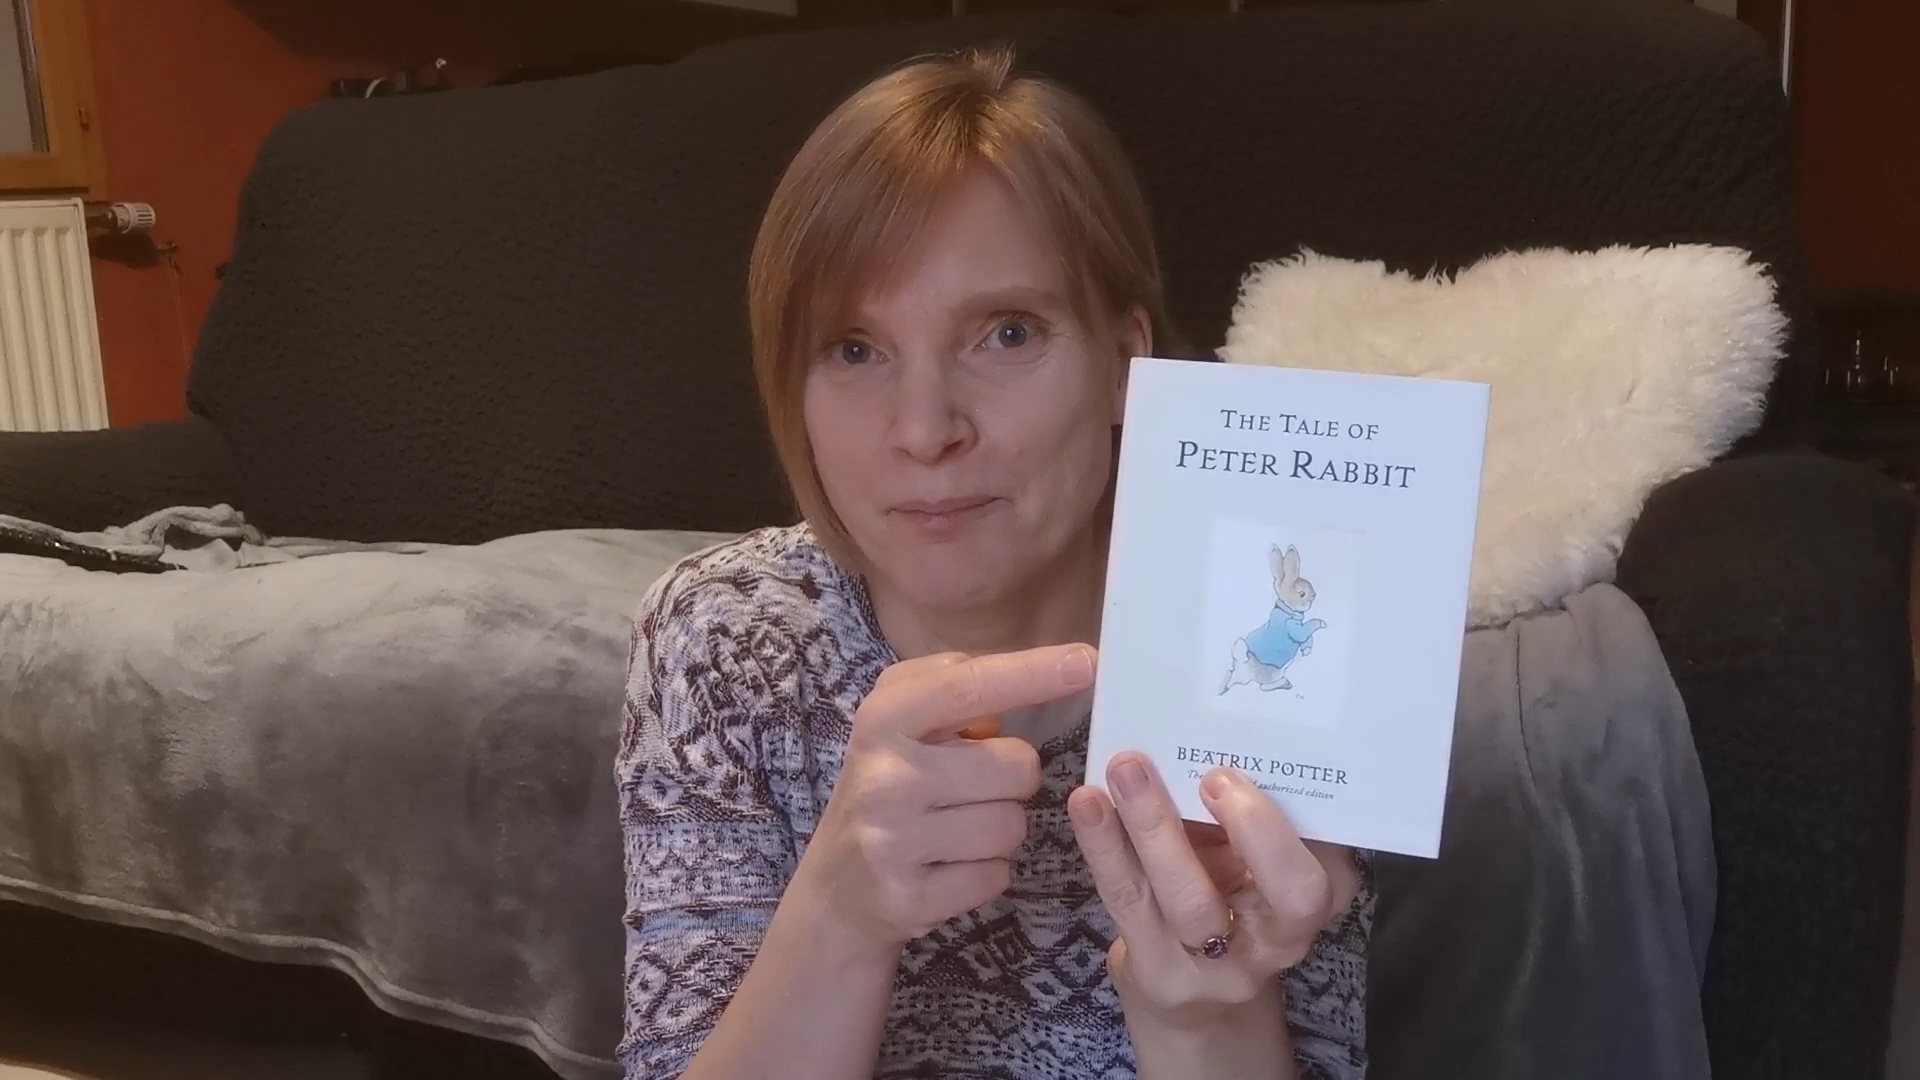 THE TALE OF
PETER RABBIT
BEATRIX POTTER
The authorized edition